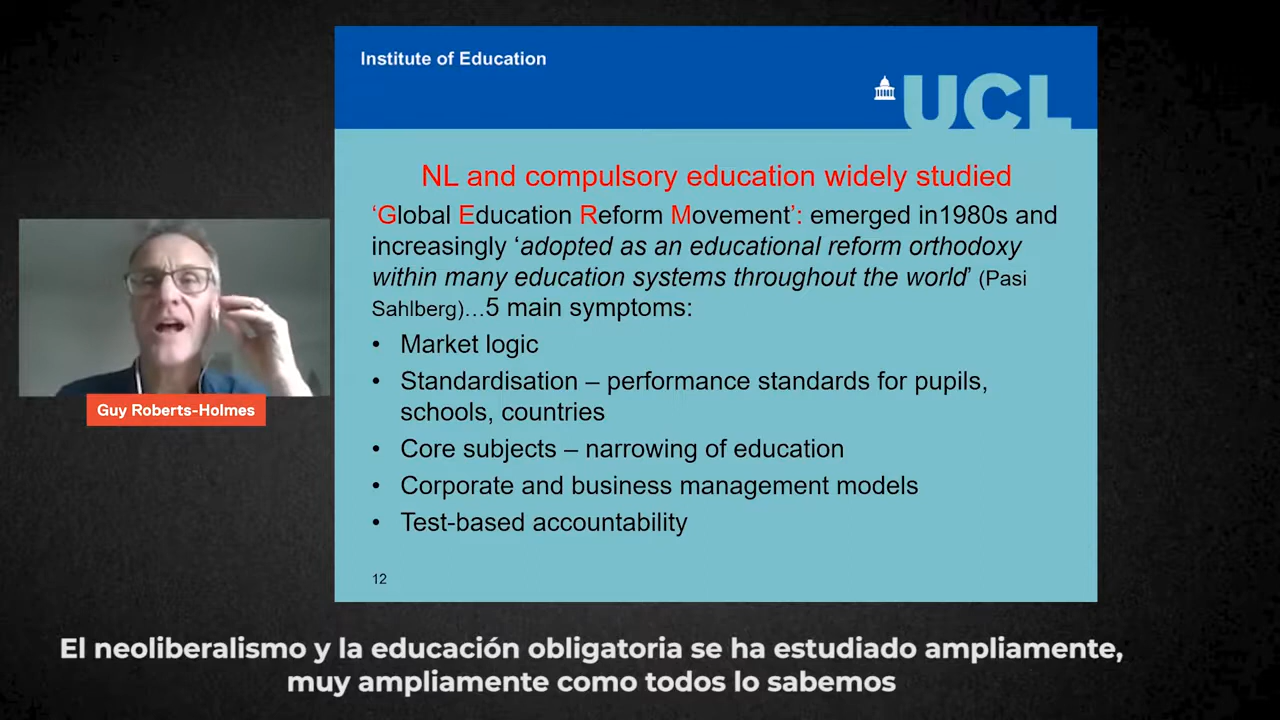 Institute of Education
UCL
NL and compulsory education widely studied
‘Global Education Reform Movement’: emerged in1980s and
increasingly ‘adopted as an educational reform orthodoxy
within many education systems throughout the world’ (Pasi
Sahlberg)…5 main symptoms:
• Market logic
• Standardisation – performance standards for pupils,
schools, countries
• Core subjects – narrowing of education
• Corporate and business management models
• Test-based accountability
12
Guy Roberts-Holmes
El neoliberalismo y la educación obligatoria se ha estudiado ampliamente,
muy ampliamente como todos lo sabemos